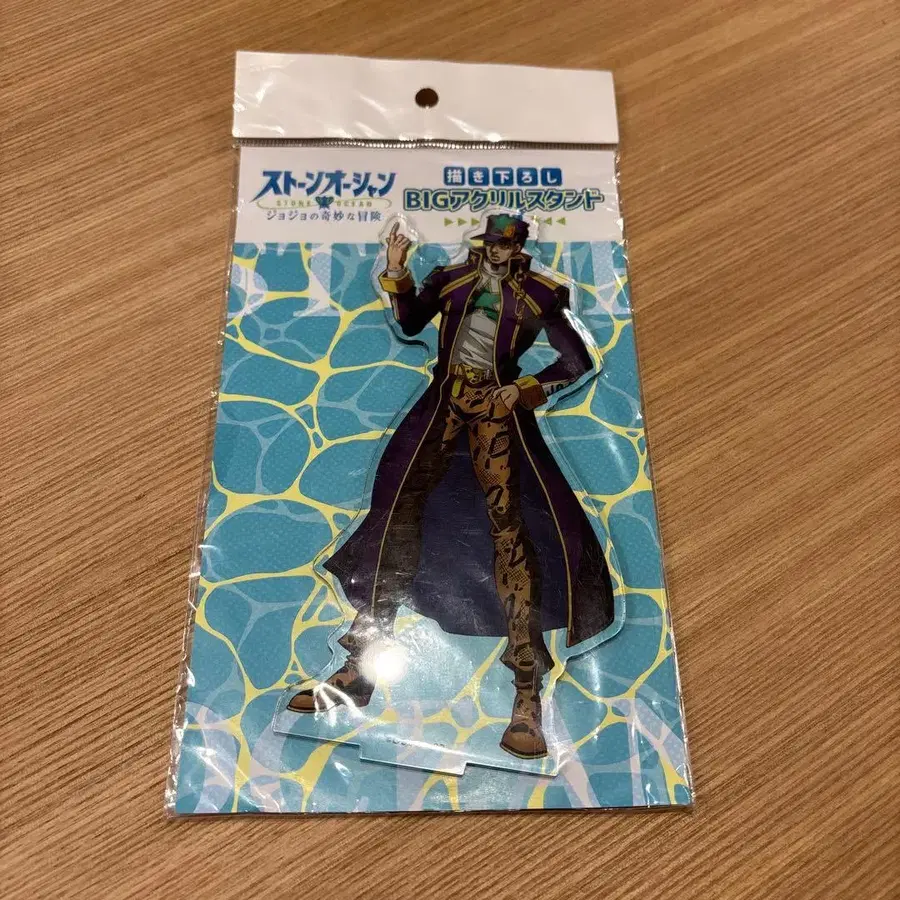 ストーンオーシャン
STONE OCEAN
ジョジョの奇妙な冒険
描き下ろし
BIGアクリルスタンド